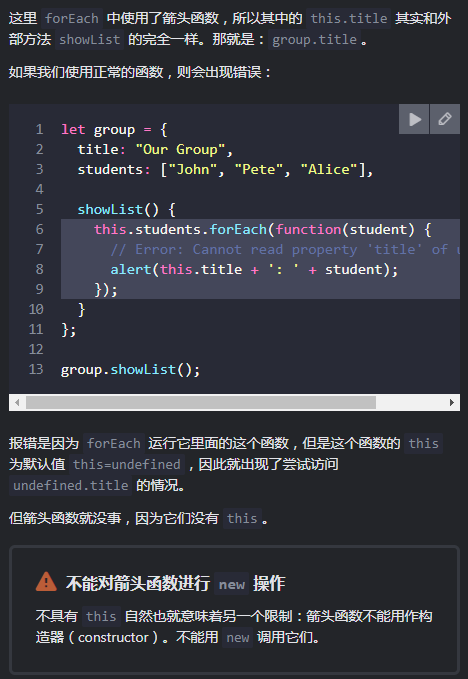 这里 forEach 中使用了箭头函数，所以其中的 this.title 其实和外
部方法 showList 的完全一样。那就是：group.title。
如果我们使用正常的函数，则会出现错误：
1 let group = {
2   title: "Our Group",
3   students: ["John", "Pete", "Alice"],
4
5   showList() {
6     this.students.forEach(function(student) {
7       // Error: Cannot read property 'title' of u
8       alert(this.title + ': ' + student);
9     });
10   }
11 };
12
13 group.showList();
报错是因为 forEach 运行它里面的这个函数，但是这个函数的 this
为默认值 this=undefined，因此就出现了尝试访问
undefined.title 的情况。
但箭头函数就没事，因为它们没有 this。
不能对箭头函数进行 new 操作
不具有 this 自然也就意味着另一个限制：箭头函数不能用作构
造器（constructor）。不能用 new 调用它们。